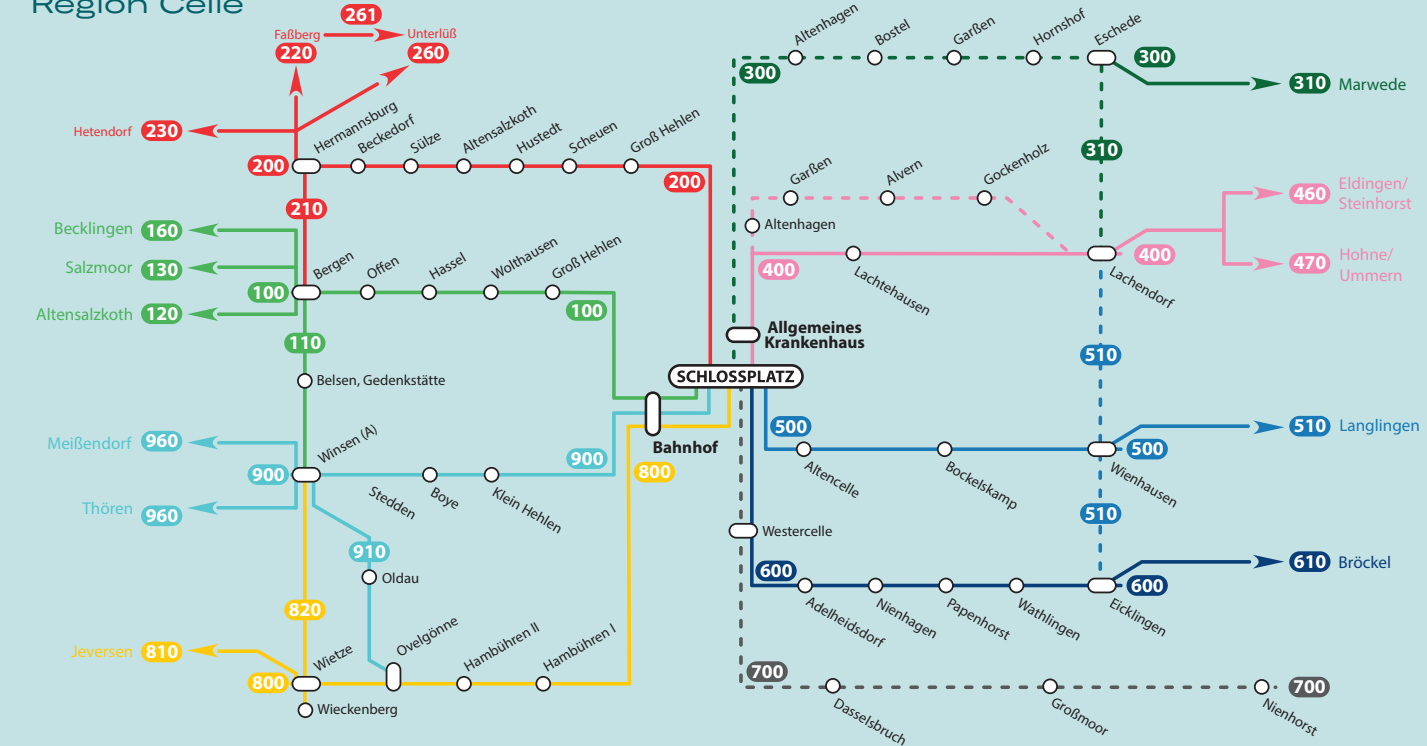 Region Celle
261
Faßberg
Unterlüß
220
260
Hetendorf
230
200
Hermannsburg
Beckedorf
Sülze
Altensalzkoth
Hustedt
Scheuen
Groß Hehlen
200
210
Becklingen
160
Salzmoor
130
Altensalzkoth
120
100
Bergen
Offen
Hassel
Wolthausen
Groß Hehlen
100
110
Belsen, Gedenkstätte
Meißendorf
960
Thören
960
900
Winsen (A)
Stedden
Boye
Klein Hehlen
900
910
Oldau
820
Jeversen
810
800
Wietze
Ovelgönne
Hambühren II
Hambühren I
Wieckenberg
800
Bahnhof
SCHLOSSPLATZ
Allgemeines
Krankenhaus
300
Altenhagen
Bostel
Garßen
Hornshof
Eschede
300
310
Marwede
310
Garßen
Alvern
Gockenholz
Altenhagen
400
Lachtehausen
Lachendorf
400
460
Eldingen/
Steinhorst
470
Hohne/
Ummern
510
500
Altencelle
Bockelskamp
Wienhausen
500
510
Langlingen
510
Westercelle
600
Adelheidsdorf
Nienhagen
Papenhorst
Wathlingen
Eicklingen
600
610
Bröckel
700
Dasselsbruch
Großmoor
Nienhorst
700